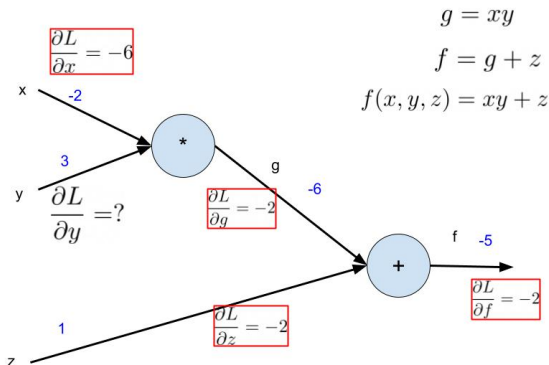 g = xy
f = g + z
f(x, y, z) = xy + z
∂L/∂x = −6
x
-2
*
3
y
∂L/∂y =?
g
-6
∂L/∂g = −2
f
-5
+
∂L/∂f = −2
1
∂L/∂z = −2
z